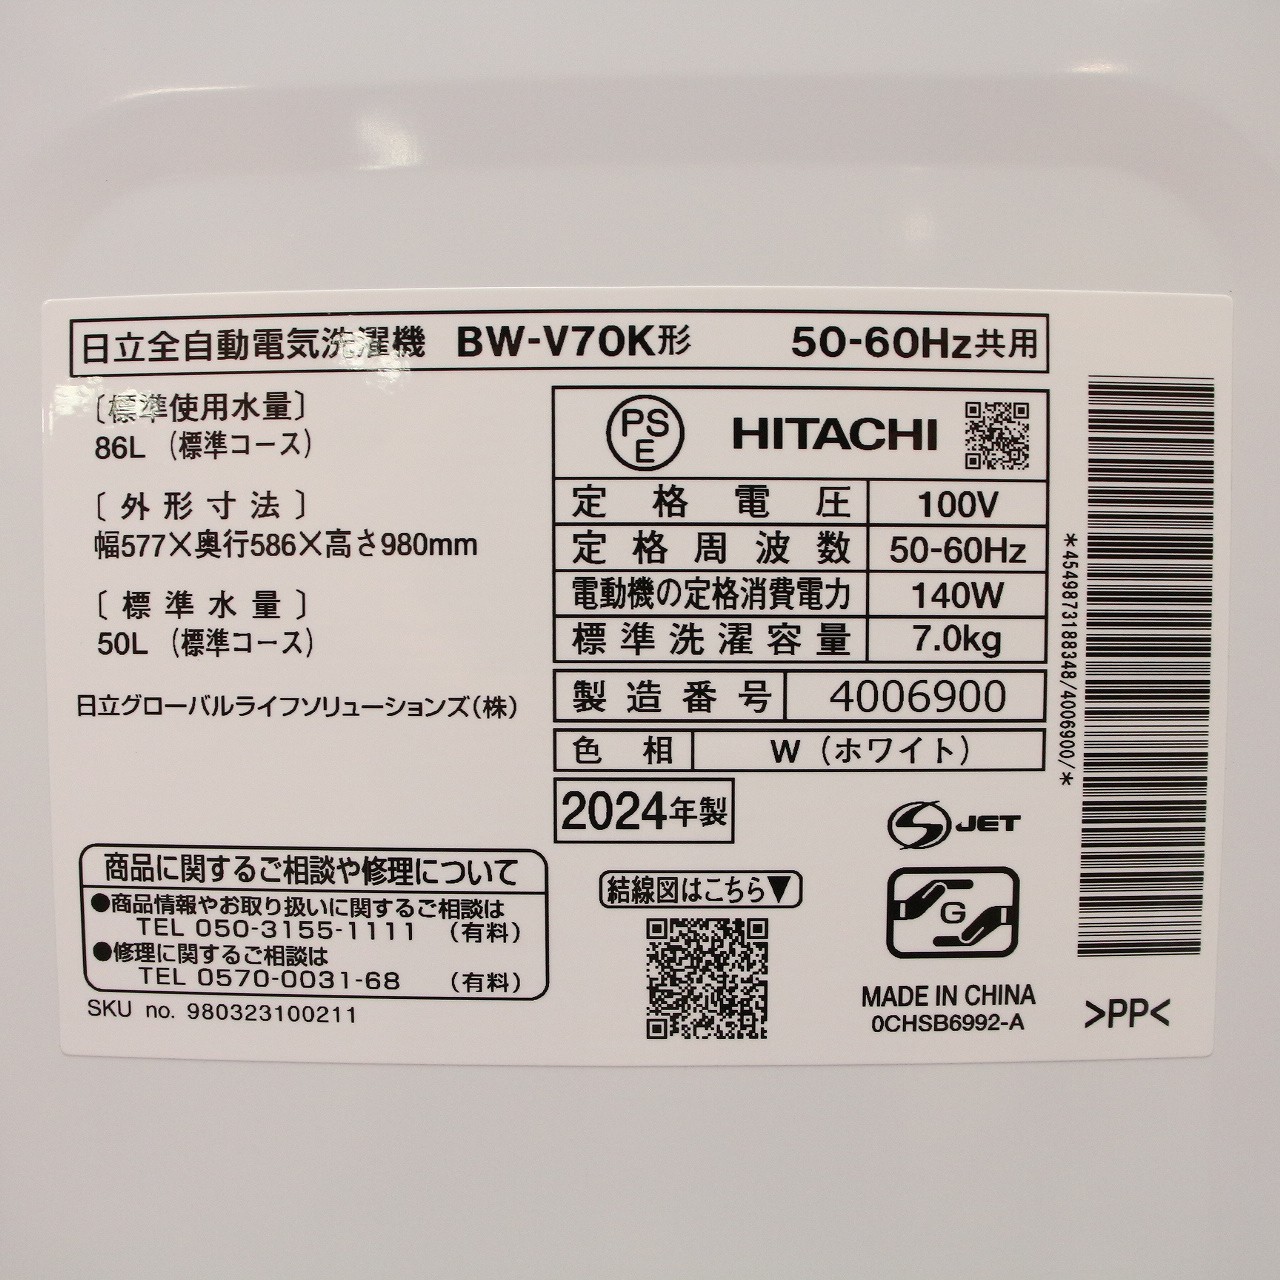 日立全自動電気洗濯機 BW-V70K形 50-60Hz共用
〔標準使用水量〕
86L (標準コース)
〔外形寸法〕
幅577×奥行586×高さ980mm
〔標準水量〕
50L (標準コース)
日立グローバルライフソリューションズ(株)
PSE HITACHI
定格電圧 100V
定格周波数 50-60Hz
電動機の定格消費電力 140W
標準洗濯容量 7.0kg
製造番号 4006900
色相 W (ホワイト)
2024年製
S JET
*4549873188348/4006900/*
商品に関するご相談や修理について
●商品情報やお取り扱いに関するご相談は
TEL 050-3155-1111 (有料)
●修理に関するご相談は
TEL 0570-0031-68 (有料)
SKU no. 980323100211
結線図はこちら▼
G
MADE IN CHINA
0CHSB6992-A
>PP<